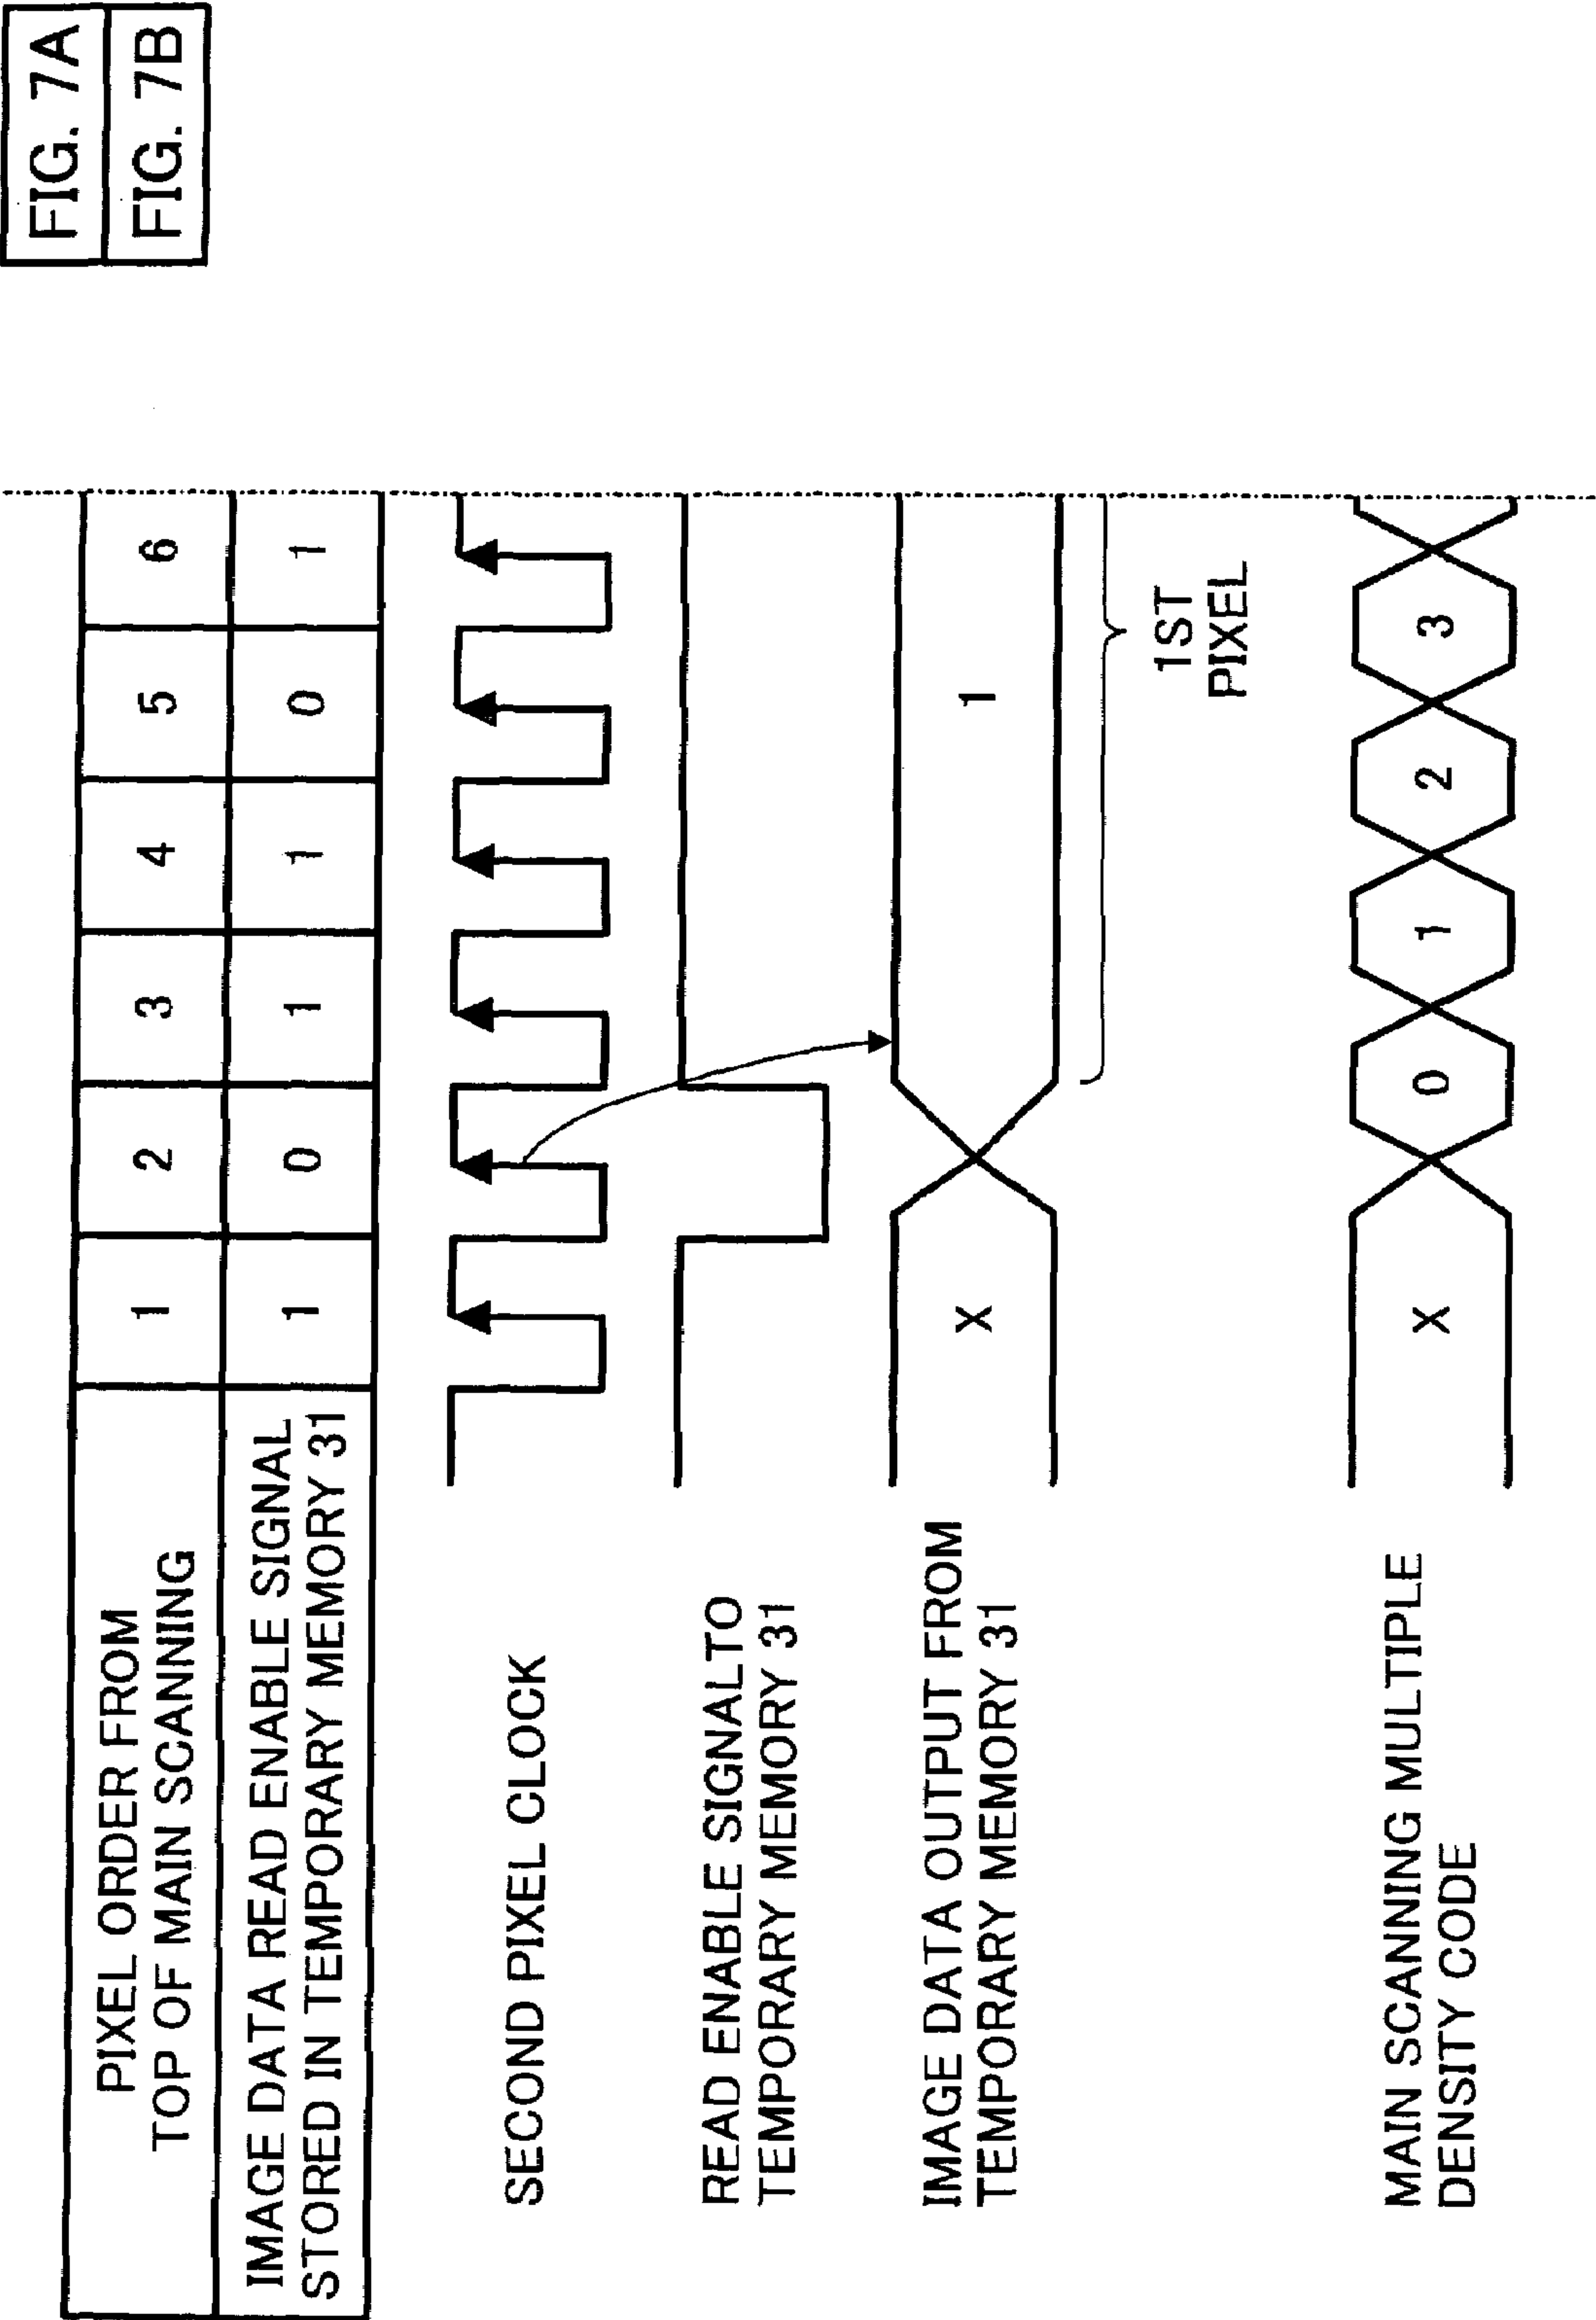 FIG. 7A
FIG. 7B
PIXEL ORDER FROM
TOP OF MAIN SCANNING
1 2 3 4 5 6
IMAGE DATA READ ENABLE SIGNAL
STORED IN TEMPORARY MEMORY 31
1 0 1 1 0 1
SECOND PIXEL CLOCK
READ ENABLE SIGNALTO
TEMPORARY MEMORY 31
IMAGE DATA OUTPUT FROM
TEMPORARY MEMORY 31
X 1
1ST
PIXEL
MAIN SCANNING MULTIPLE
DENSITY CODE
X 0 1 2 3